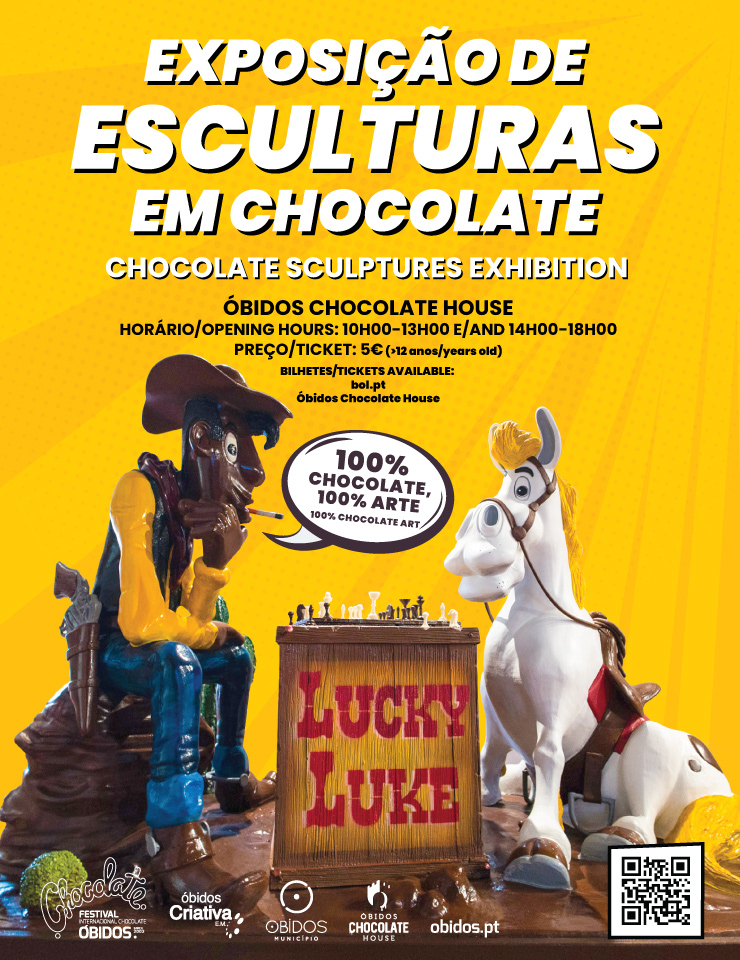 EXPOSIÇÃO DE
ESCULTURAS
EM CHOCOLATE
CHOCOLATE SCULPTURES EXHIBITION
ÓBIDOS CHOCOLATE HOUSE
HORÁRIO/OPENING HOURS: 10H00-13H00 E/AND 14H00-18H00
PREÇO/TICKET: 5€ (>12 anos/years old)
BILHETES/TICKETS AVAILABLE:
bol.pt
Óbidos Chocolate House
100%
CHOCOLATE,
100% ARTE
100% CHOCOLATE ART
LUCKY
LUKE
Chocolate
FESTIVAL
INTERNACIONAL CHOCOLATE
ÓBIDOS
óbidos
Criativa
E.M.
ÓBIDOS
MUNICÍPIO
ÓBIDOS
CHOCOLATE
HOUSE
obidos.pt